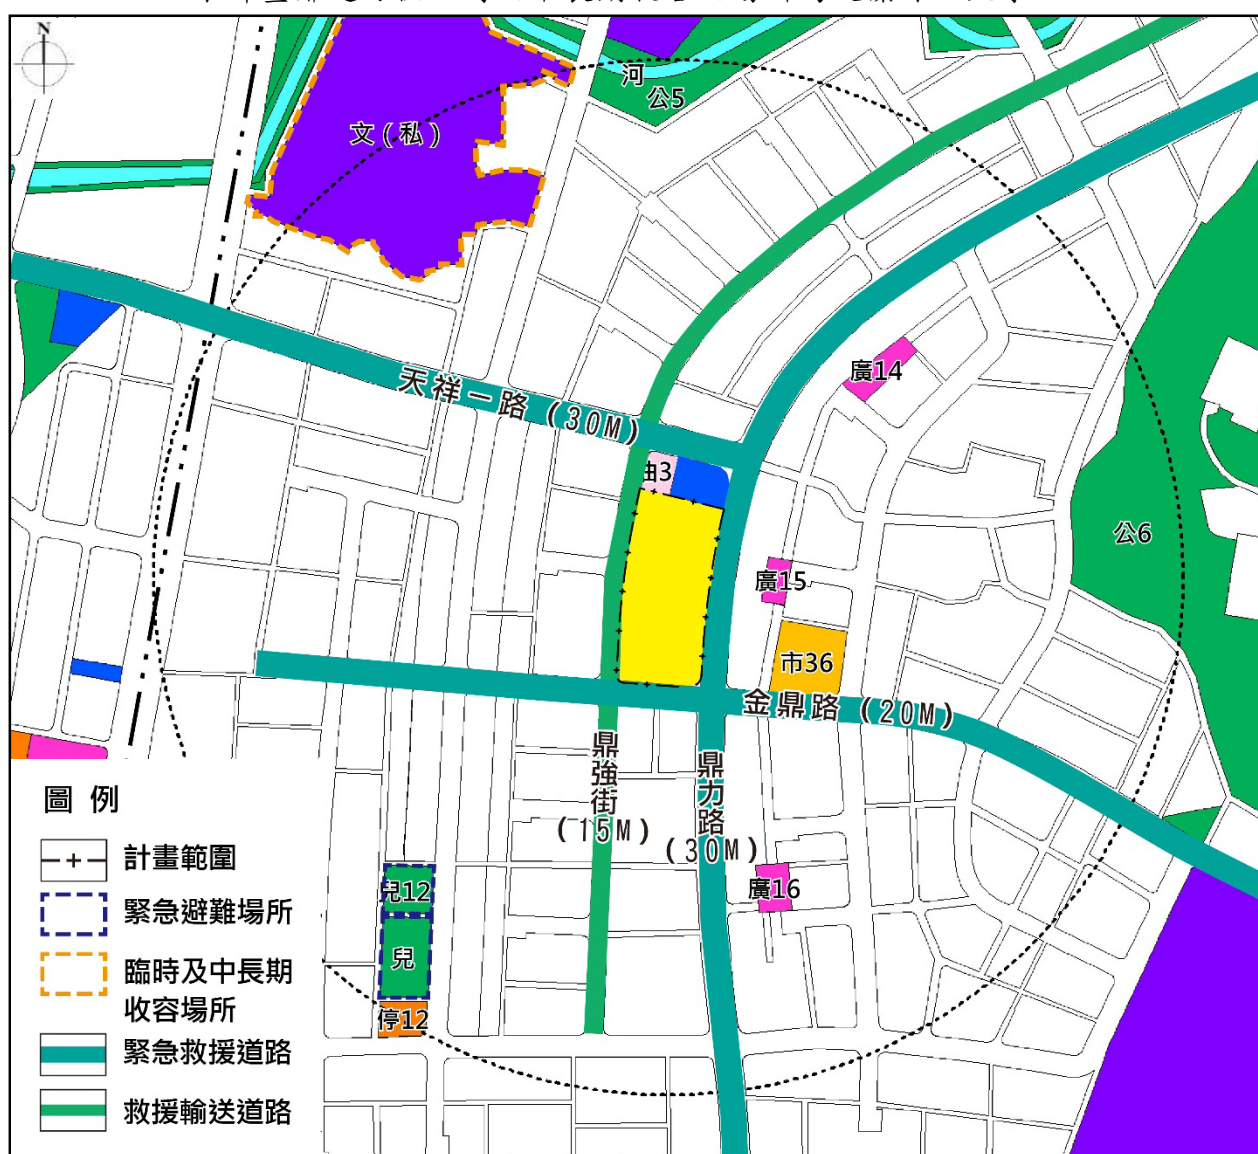 N
河
公5
文（私）
天祥一路（30M）
廣14
油3
公6
廣15
市36
金鼎路（20M）
鼎強街
（15M）
鼎力路
（30M）
廣16
兒12
兒
停12
圖 例
計畫範圍
緊急避難場所
臨時及中長期
收容場所
緊急救援道路
救援輸送道路